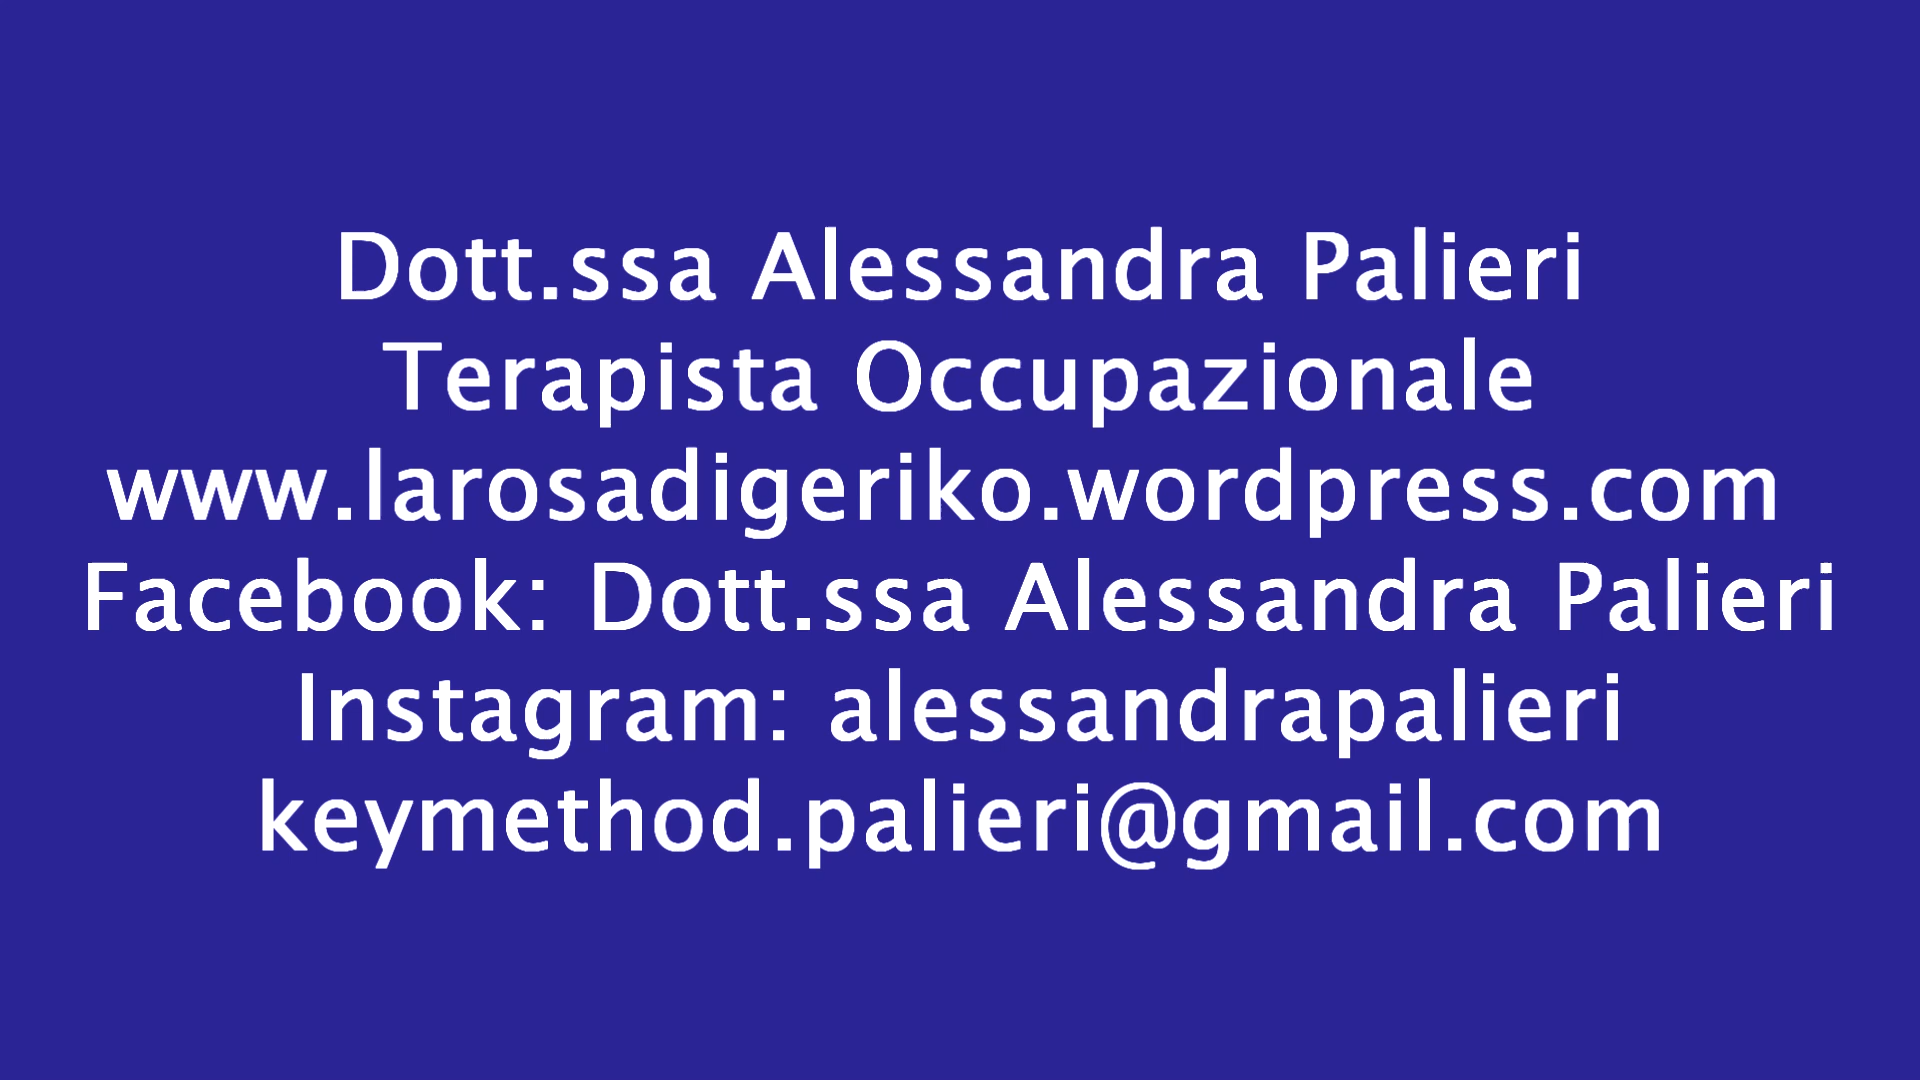 Dott.ssa Alessandra Palieri
Terapista Occupazionale
www.larosadigeriko.wordpress.com
Facebook: Dott.ssa Alessandra Palieri
Instagram: alessandrapalieri
keymethod.palieri@gmail.com